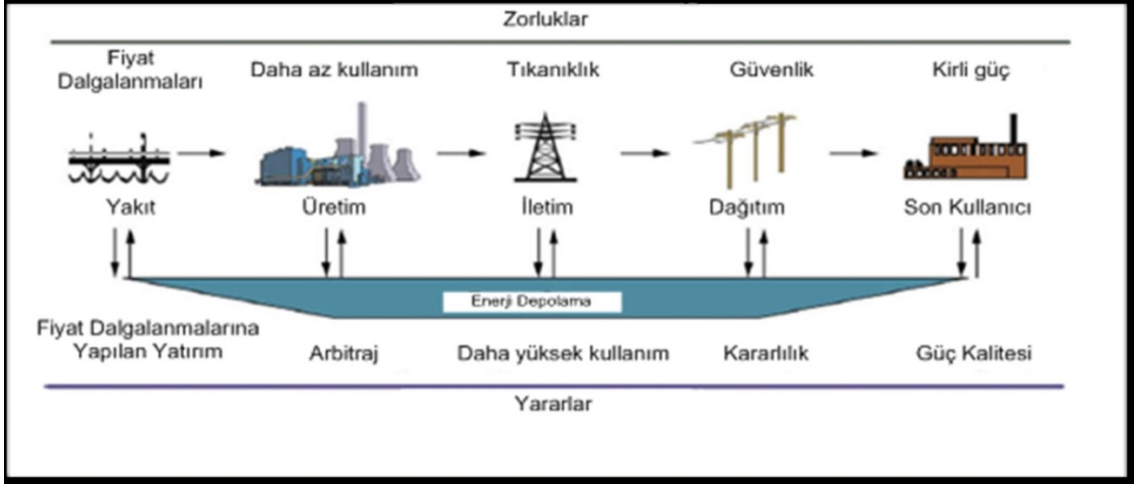 Zorluklar
Fiyat
Dalgalanmaları
Daha az kullanım
Tıkanıklık
Güvenlik
Kirli güç
Yakıt
Üretim
İletim
Dağıtım
Son Kullanıcı
Enerji Depolama
Fiyat Dalgalanmalarına
Yapılan Yatırım
Arbitraj
Daha yüksek kullanım
Kararlılık
Güç Kalitesi
Yararlar